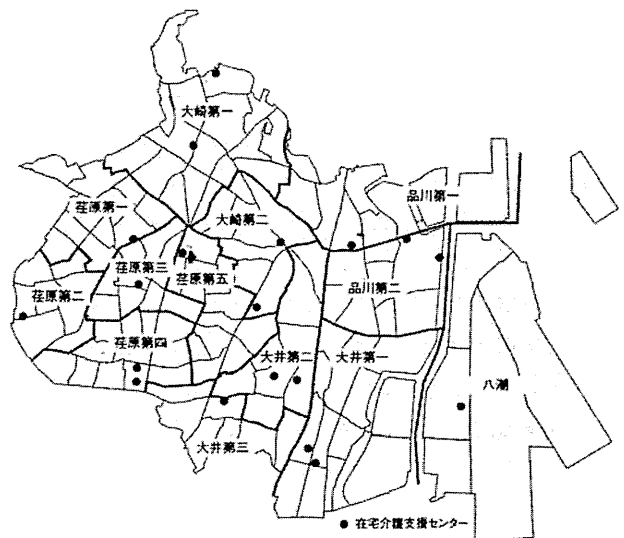 大崎第一
荏原第一
品川第一
大崎第二
荏原第三
荏原第五
荏原第二
品川第二
荏原第四
大井第二
大井第一
八潮
大井第三
● 在宅介護支援センター